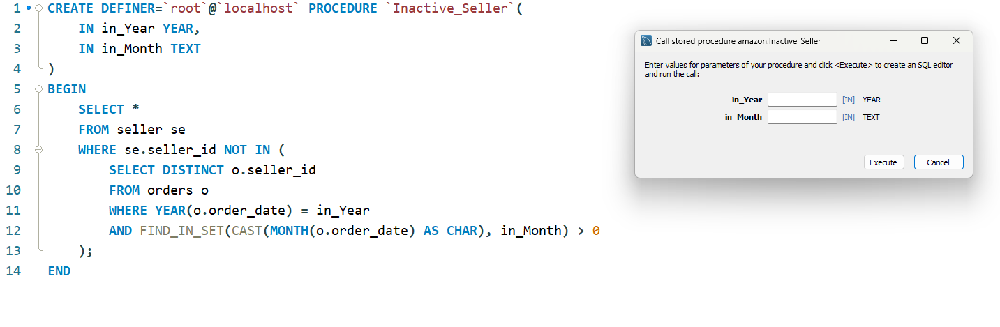 1 CREATE DEFINER=`root`@`localhost` PROCEDURE `Inactive_Seller`(
2 IN in_Year YEAR,
3 IN in_Month TEXT
4 )
5 BEGIN
6 SELECT *
7 FROM seller se
8 WHERE se.seller_id NOT IN (
9 SELECT DISTINCT o.seller_id
10 FROM orders o
11 WHERE YEAR(o.order_date) = in_Year
12 AND FIND_IN_SET(CAST(MONTH(o.order_date) AS CHAR), in_Month) > 0
13 );
14 END
Call stored procedure amazon.Inactive_Seller
Enter values for parameters of your procedure and click <Execute> to create an SQL editor
and run the call:
in_Year [IN] YEAR
in_Month [IN] TEXT
Execute Cancel